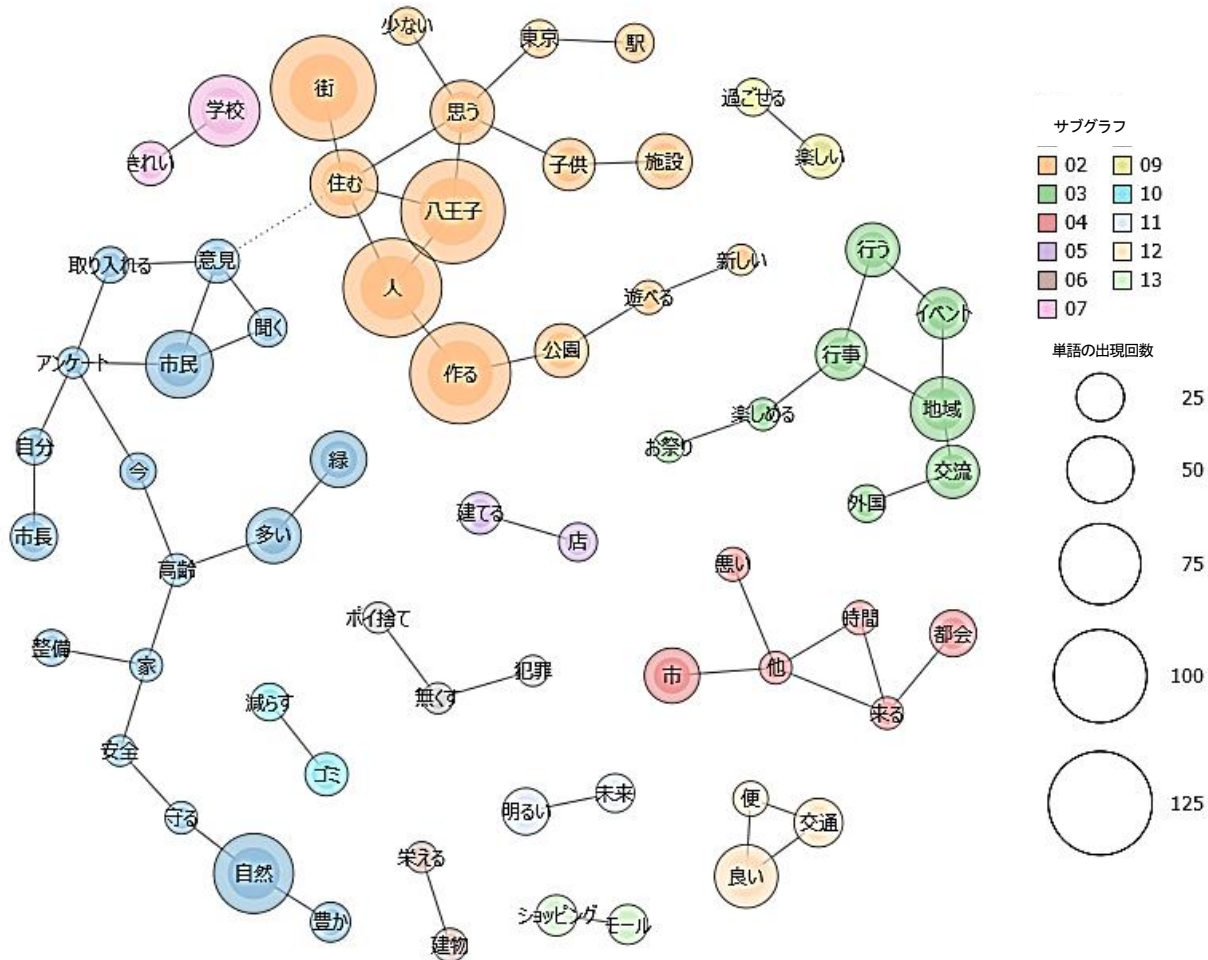 少ない
東京
駅
街
思う
学校
きれい
過ごせる
楽しい
子供
施設
住む
八王子
取り入れる
意見
新しい
行う
人
遊べる
聞く
イベント
アンケート
市民
作る
公園
行事
楽しめる
地域
お祭り
自分
緑
今
交流
外国
市長
多い
建てる
店
高齢
悪い
整備
家
ポイ捨て
無くす
犯罪
時間
都会
市
他
来る
減らす
ゴミ
安全
守る
明るい
未来
便
交通
良い
自然
豊か
栄える
建物
ショッピング
モール
サブグラフ
02
03
04
05
06
07
09
10
11
12
13
単語の出現回数
25
50
75
100
125